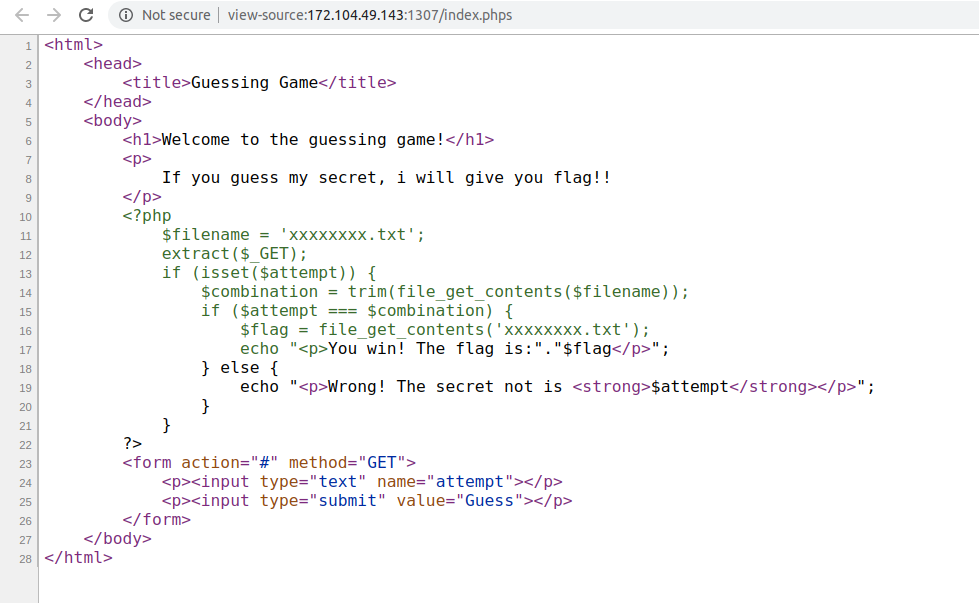 Not secure | view-source:172.104.49.143:1307/index.phps
1 <html>
2 <head>
3 <title>Guessing Game</title>
4 </head>
5 <body>
6 <h1>Welcome to the guessing game!</h1>
7 <p>
8 If you guess my secret, i will give you flag!!
9 </p>
10 <?php
11 $filename = 'xxxxxxxx.txt';
12 extract($_GET);
13 if (isset($attempt)) {
14 $combination = trim(file_get_contents($filename));
15 if ($attempt === $combination) {
16 $flag = file_get_contents('xxxxxxxx.txt');
17 echo "<p>You win! The flag is:"."$flag</p>";
18 } else {
19 echo "<p>Wrong! The secret not is <strong>$attempt</strong></p>";
20 }
21 }
22 ?>
23 <form action="#" method="GET">
24 <p><input type="text" name="attempt"></p>
25 <p><input type="submit" value="Guess"></p>
26 </form>
27 </body>
28 </html>